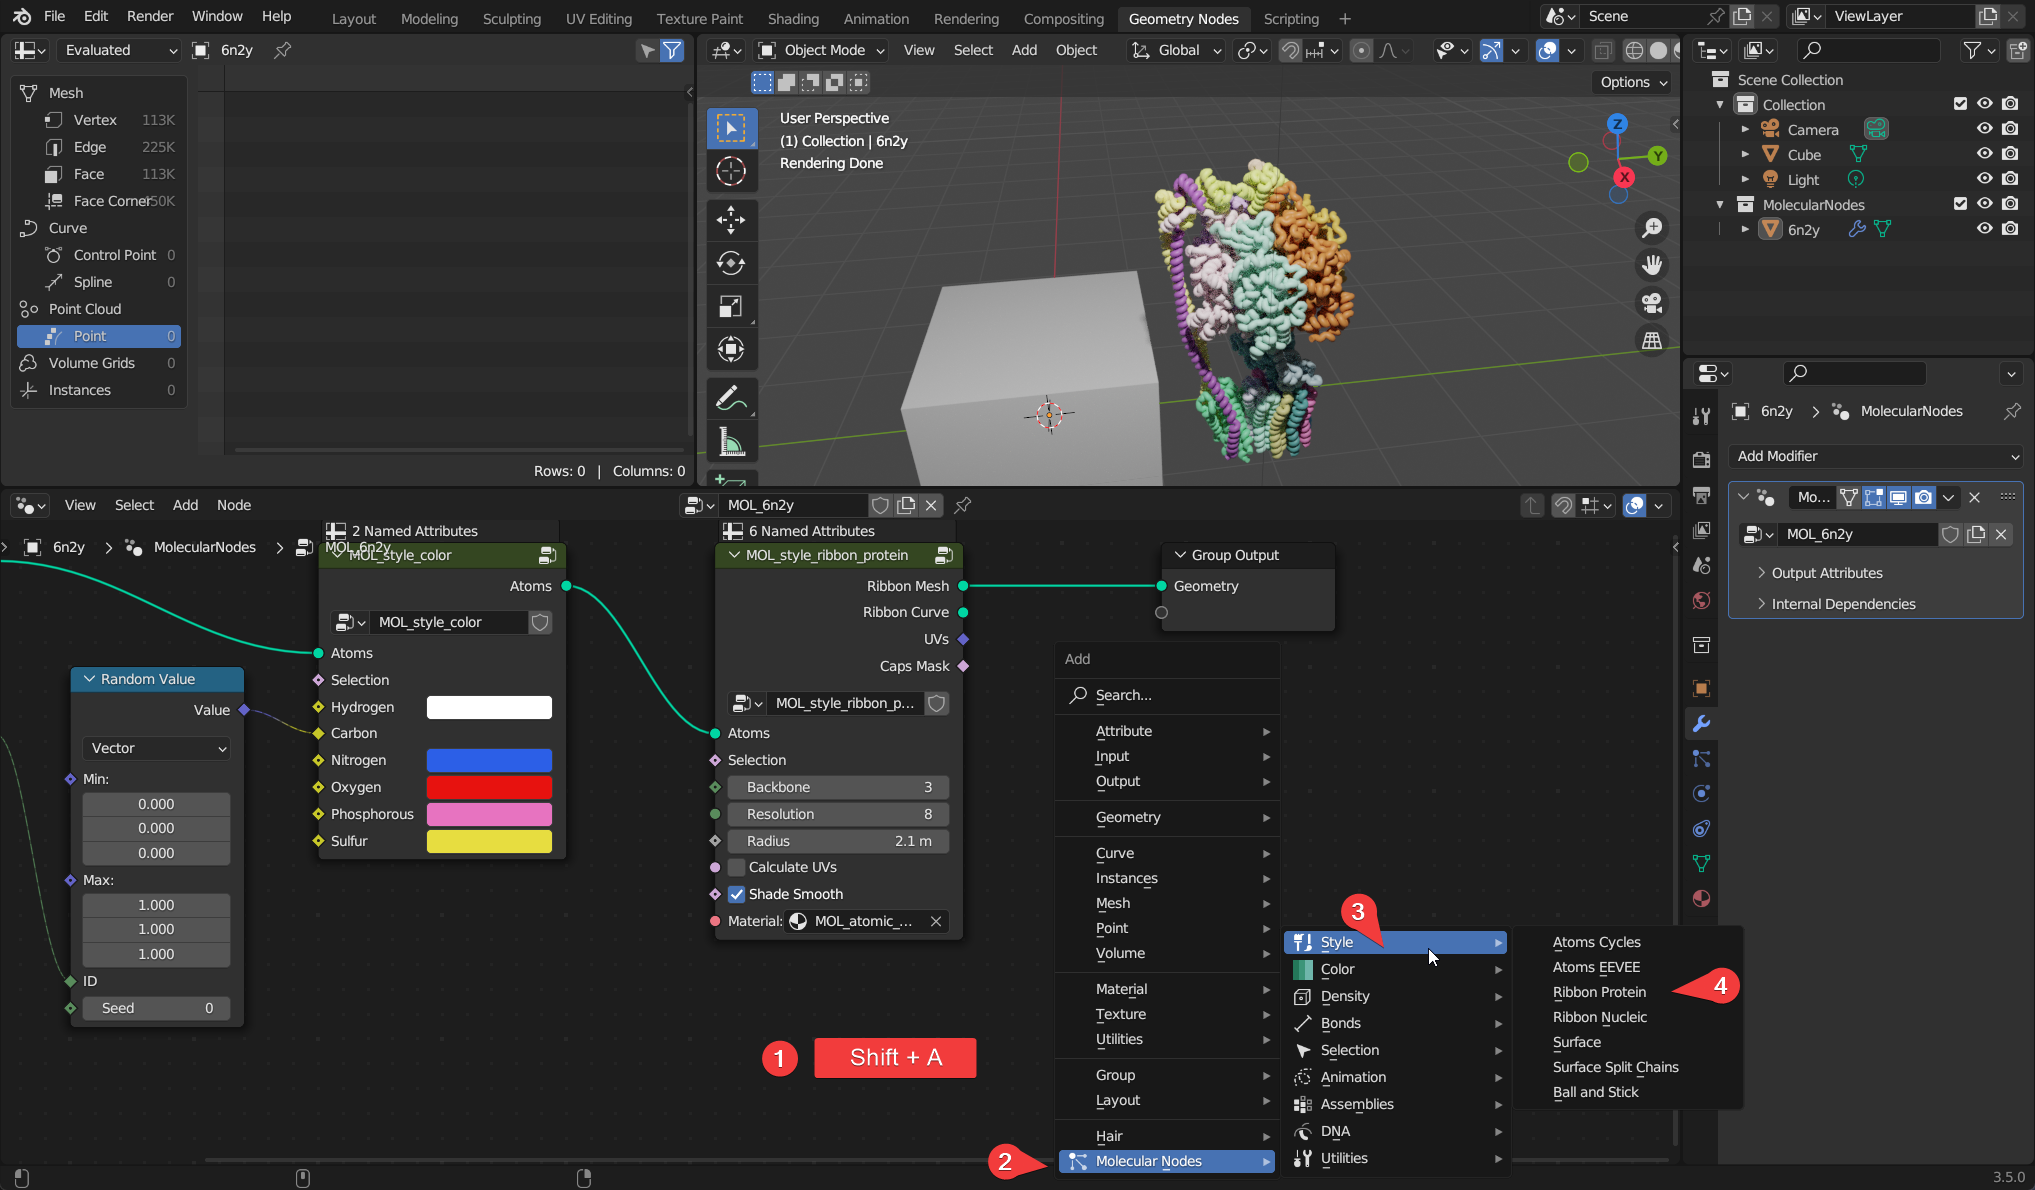 File Edit Render Window Help Layout Modeling Sculpting UV Editing Texture Paint Shading Animation Rendering Compositing Geometry Nodes Scripting + Scene ViewLayer
Evaluated 6n2y
Object Mode View Select Add Object Global
Options
Mesh
Vertex 113K
Edge 225K
Face 113K
Face Corner 50K
Curve
Control Point 0
Spline 0
Point Cloud
Point 0
Volume Grids 0
Instances 0
Rows: 0 | Columns: 0
User Perspective
(1) Collection | 6n2y
Rendering Done
Z
Y
X
Scene Collection
Collection
Camera
Cube
Light
MolecularNodes
6n2y
6n2y > MolecularNodes
Add Modifier
Mo...
MOL_6n2y
Output Attributes
Internal Dependencies
View Select Add Node MOL_6n2y
6n2y > MolecularNodes > MOL_6n2y
2 Named Attributes
MOL_style_color
Atoms
MOL_style_color
Atoms
Selection
Hydrogen
Carbon
Nitrogen
Oxygen
Phosphorous
Sulfur
Random Value
Value
Vector
Min:
0.000
0.000
0.000
Max:
1.000
1.000
1.000
ID
Seed 0
6 Named Attributes
MOL_style_ribbon_protein
Ribbon Mesh
Ribbon Curve
UVs
Caps Mask
MOL_style_ribbon_p...
Atoms
Selection
Backbone 3
Resolution 8
Radius 2.1 m
Calculate UVs
Shade Smooth
Material: MOL_atomic_...
Group Output
Geometry
1 Shift + A
Add
Search...
Attribute
Input
Output
Geometry
Curve
Instances
Mesh
Point
Volume
Material
Texture
Utilities
Group
Layout
Hair
2 Molecular Nodes
3
Style
Color
Density
Bonds
Selection
Animation
Assemblies
DNA
Utilities
Atoms Cycles
Atoms EEVEE
Ribbon Protein 4
Ribbon Nucleic
Surface
Surface Split Chains
Ball and Stick
3.5.0